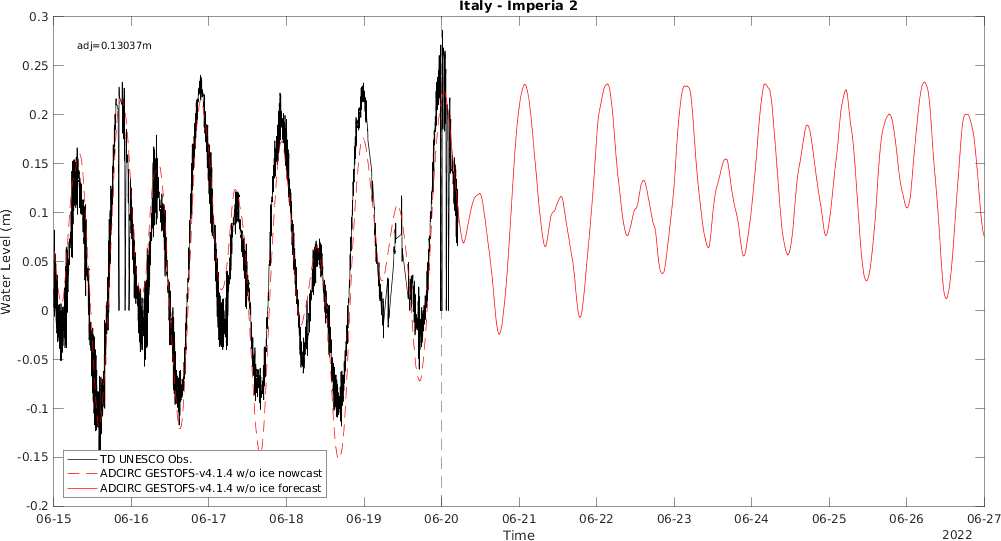 Italy - Imperia 2
adj=0.13037m
Water Level (m)
0.3
0.25
0.2
0.15
0.1
0.05
0
-0.05
-0.1
-0.15
-0.2
TD UNESCO Obs.
ADCIRC GESTOFS-v4.1.4 w/o ice nowcast
ADCIRC GESTOFS-v4.1.4 w/o ice forecast
06-15 06-16 06-17 06-18 06-19 06-20 06-21 06-22 06-23 06-24 06-25 06-26 06-27
Time
2022